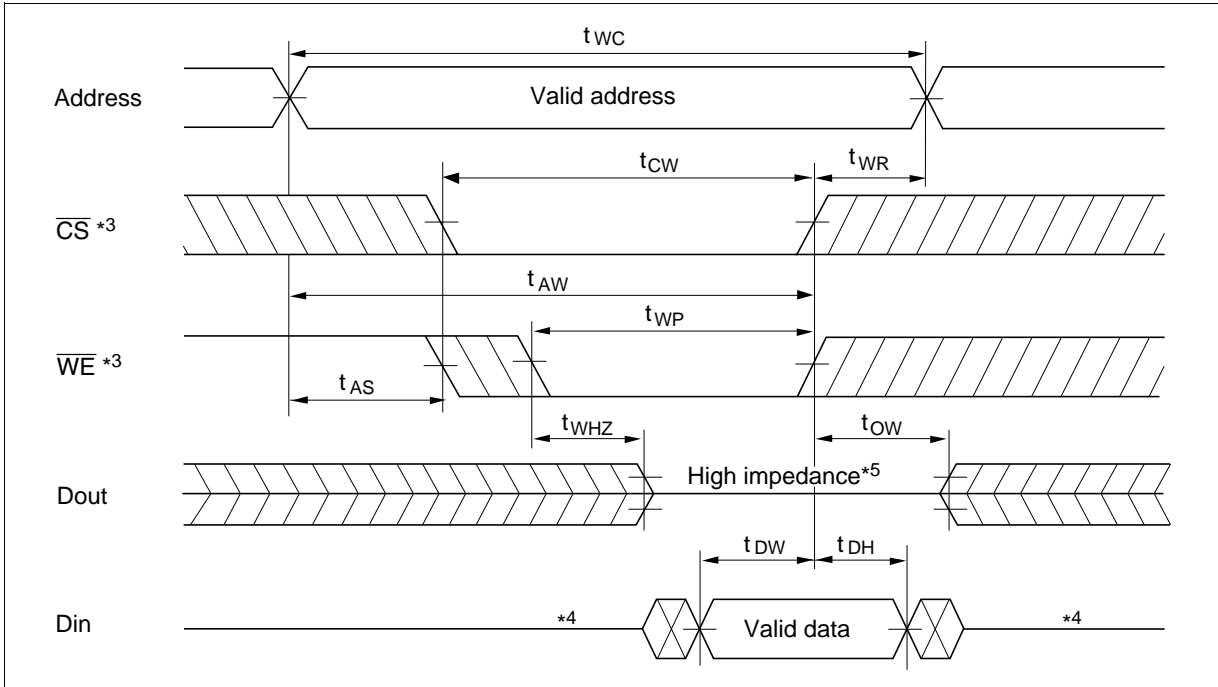 t WC
Address
Valid address
t CW
t WR
CS *3
t AW
t WP
WE *3
t AS
t WHZ
t OW
High impedance*5
Dout
t DW
t DH
Din
*4
Valid data
*4